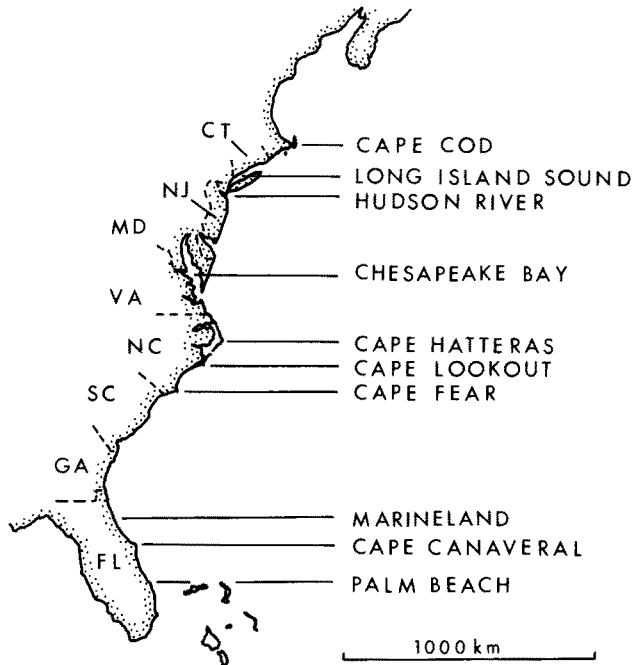 CT
CAPE COD
LONG ISLAND SOUND
NJ
HUDSON RIVER
MD
CHESAPEAKE BAY
VA
NC
CAPE HATTERAS
CAPE LOOKOUT
SC
CAPE FEAR
GA
MARINELAND
CAPE CANAVERAL
FL
PALM BEACH
1000 km